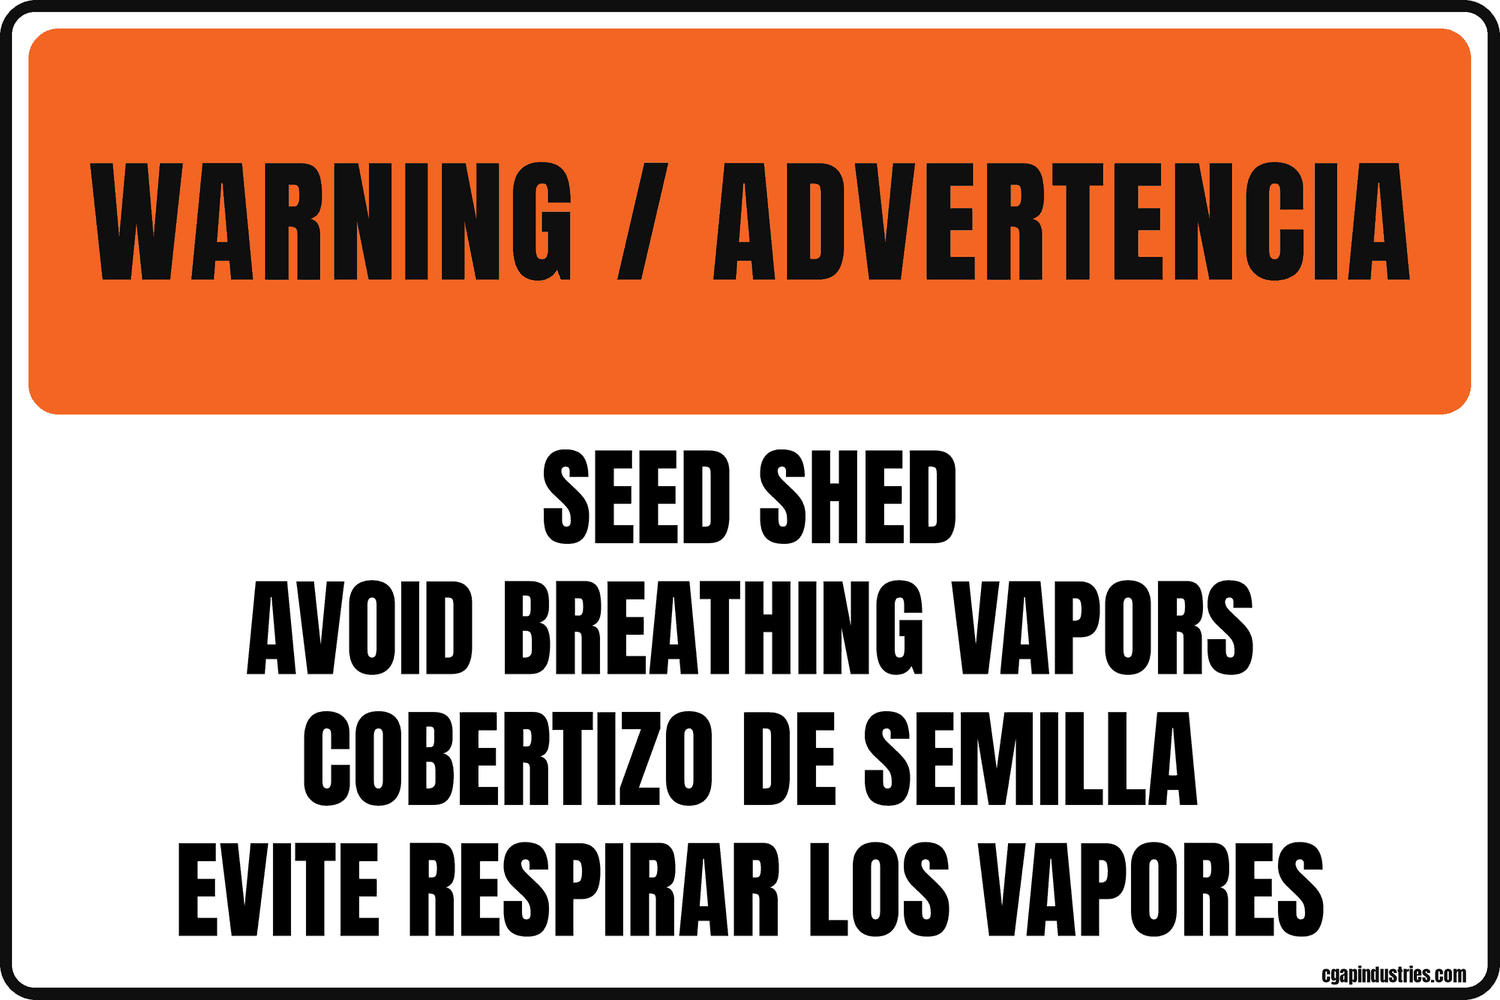 WARNING / ADVERTENCIA
SEED SHED
AVOID BREATHING VAPORS
COBERTIZO DE SEMILLA
EVITE RESPIRAR LOS VAPORES
cgapindustries.com